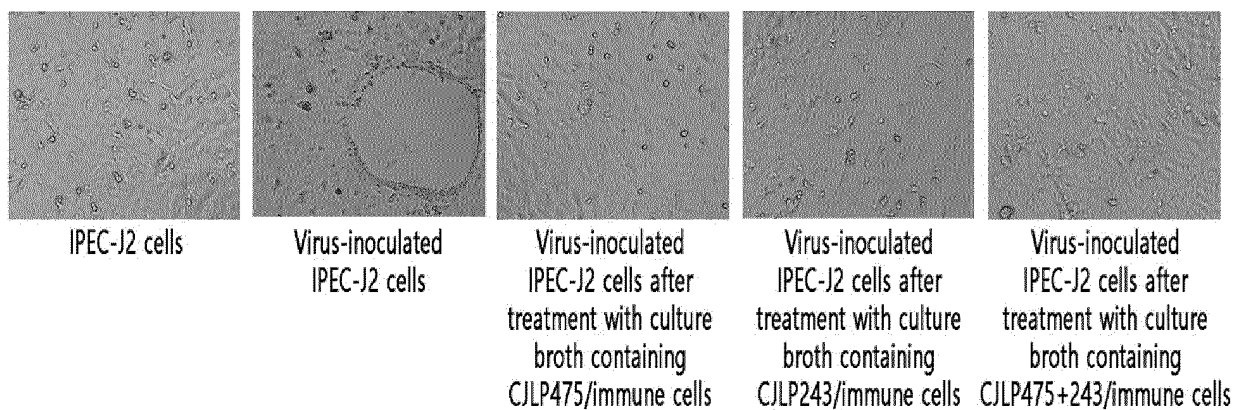 IPEC-J2 cells
Virus-inoculated
IPEC-J2 cells
Virus-inoculated
IPEC-J2 cells after
treatment with culture
broth containing
CJLP475/immune cells
Virus-inoculated
IPEC-J2 cells after
treatment with culture
broth containing
CJLP243/immune cells
Virus-inoculated
IPEC-J2 cells after
treatment with culture
broth containing
CJLP475+243/immune cells